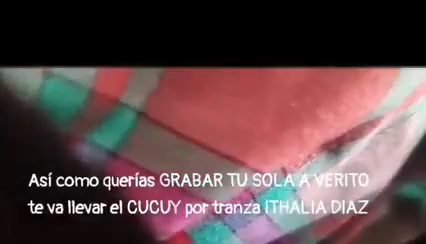 Así como querías GRABAR TU SOLA A VERITO
te va llevar el CUCUY por tranza ITHALIA DIAZ